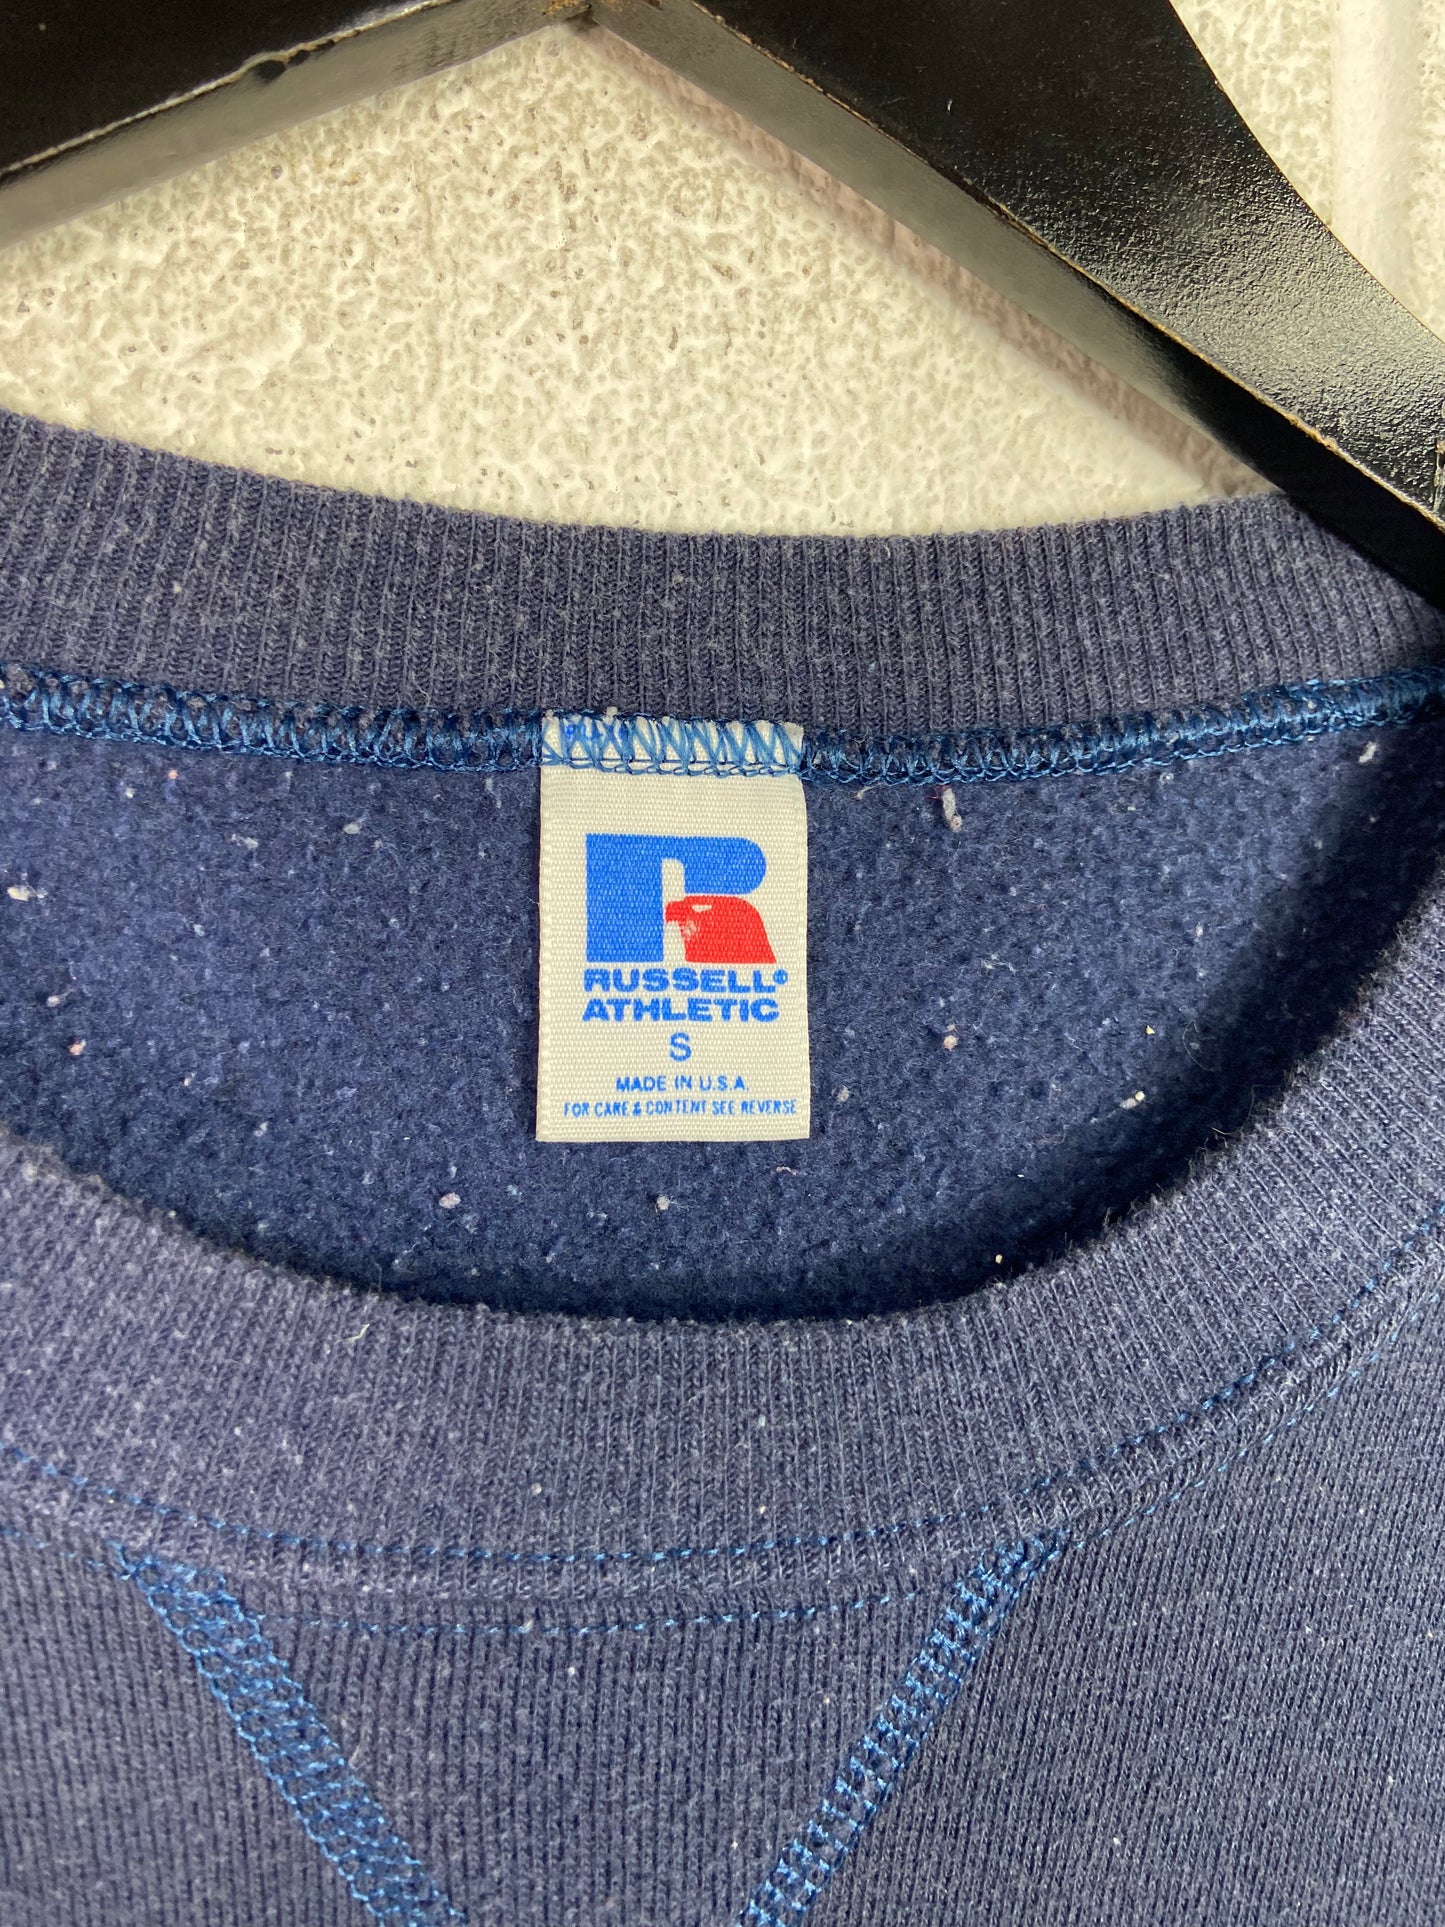 RUSSELL®
ATHLETIC
S
MADE IN U.S.A.
FOR CARE & CONTENT SEE REVERSE